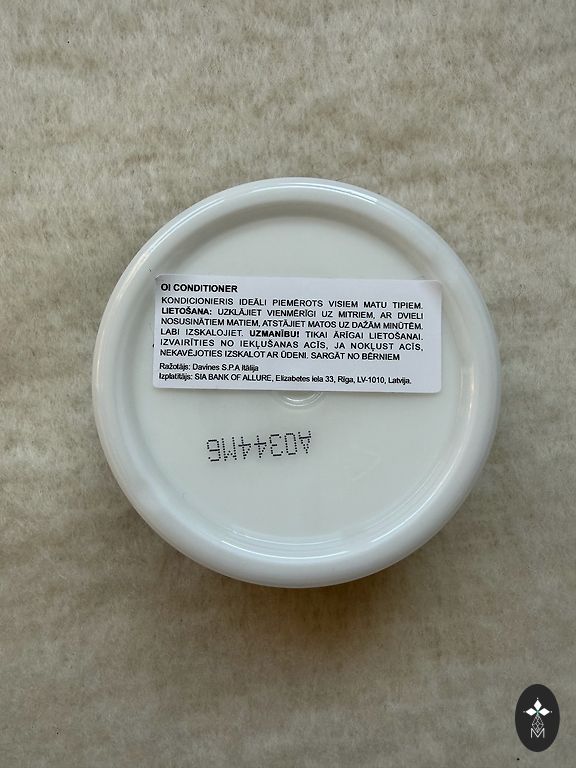 OI CONDITIONER
KONDICIONIERIS IDEĀLI PIEMĒROTS VISIEM MATU TIPIEM.
LIETOŠANA: UZKLĀJIET VIENMĒRĪGI UZ MITRIEM, AR DVIELI
NOSUSINĀTIEM MATIEM, ATSTĀJIET MATOS UZ DAŽĀM MINŪTĒM.
LABI IZSKALOJIET. UZMANĪBU! TIKAI ĀRĪGAI LIETOŠANAI.
IZVAIRĪTIES NO IEKĻŪŠANAS ACĪS, JA NOKĻŪST ACĪS,
NEKAVĒJOTIES IZSKALOT AR ŪDENI. SARGĀT NO BĒRNIEM
Ražotājs: Davines S.P.A Itālija
Izplatītājs: SIA BANK OF ALLURE, Elizabetes iela 33, Rīga, LV-1010, Latvija.
A0344M6
M